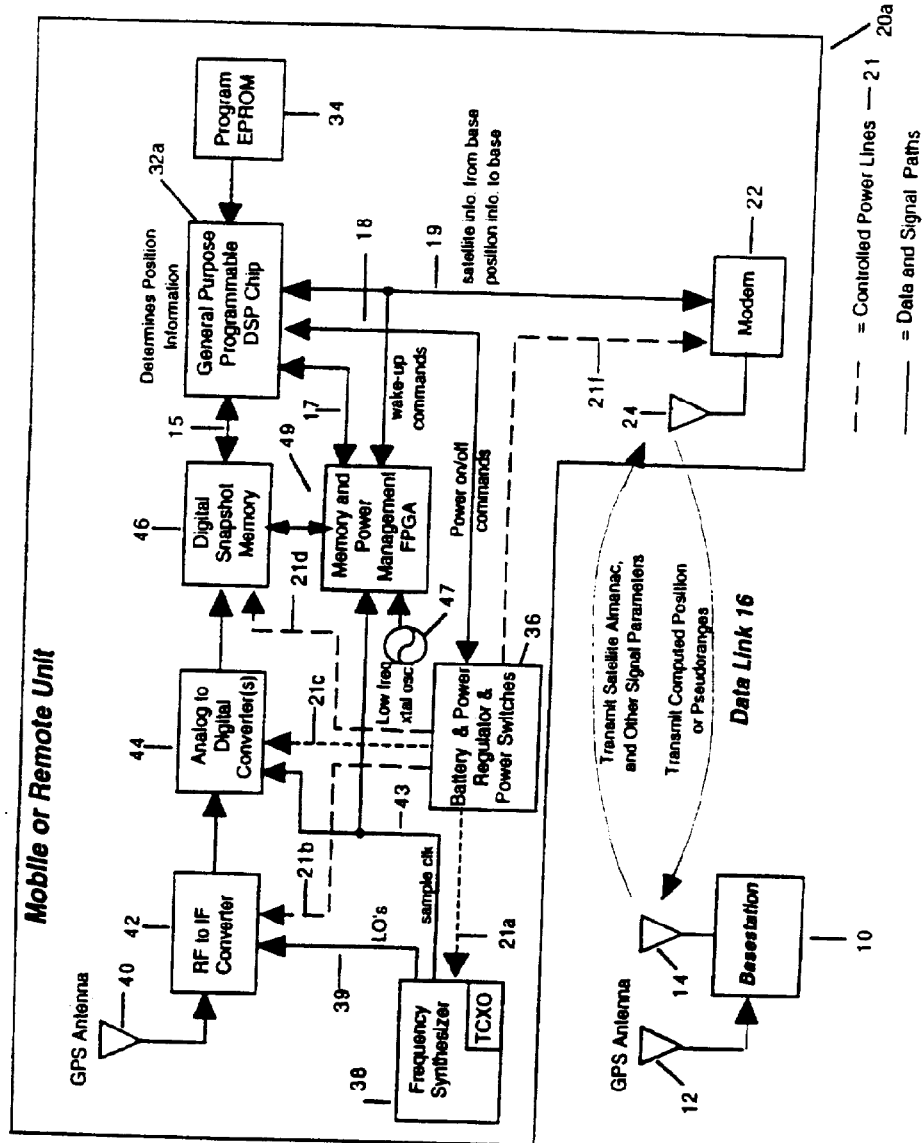 Mobile or Remote Unit
GPS Antenna
40
42
RF to IF
Converter
44
Analog to
Digital
Converter(s)
46
Digital
Snapshot
Memory
15
Determines Position
Information
32a
General Purpose
Programmable
DSP Chip
Program
EPROM
34
39
LO's
21b
21c
21d
49
Memory and
Power
Management
FPGA
17
18
wake-up
commands
19
satellite info. from base
position info. to base
38
Frequency
Synthesizer
TCXO
sample clk
43
21a
Low freq
xtal osc
47
Battery & Power
Regulator &
Power Switches
36
Power on/off
commands
21f
24
Modem
22
20a
GPS Antenna
12
14
Basestation
10
Transmit Satellite Almanac,
and Other Signal Parameters
Transmit Computed Position
or Pseudoranges
Data Link 16
= Controlled Power Lines
21
= Data and Signal Paths